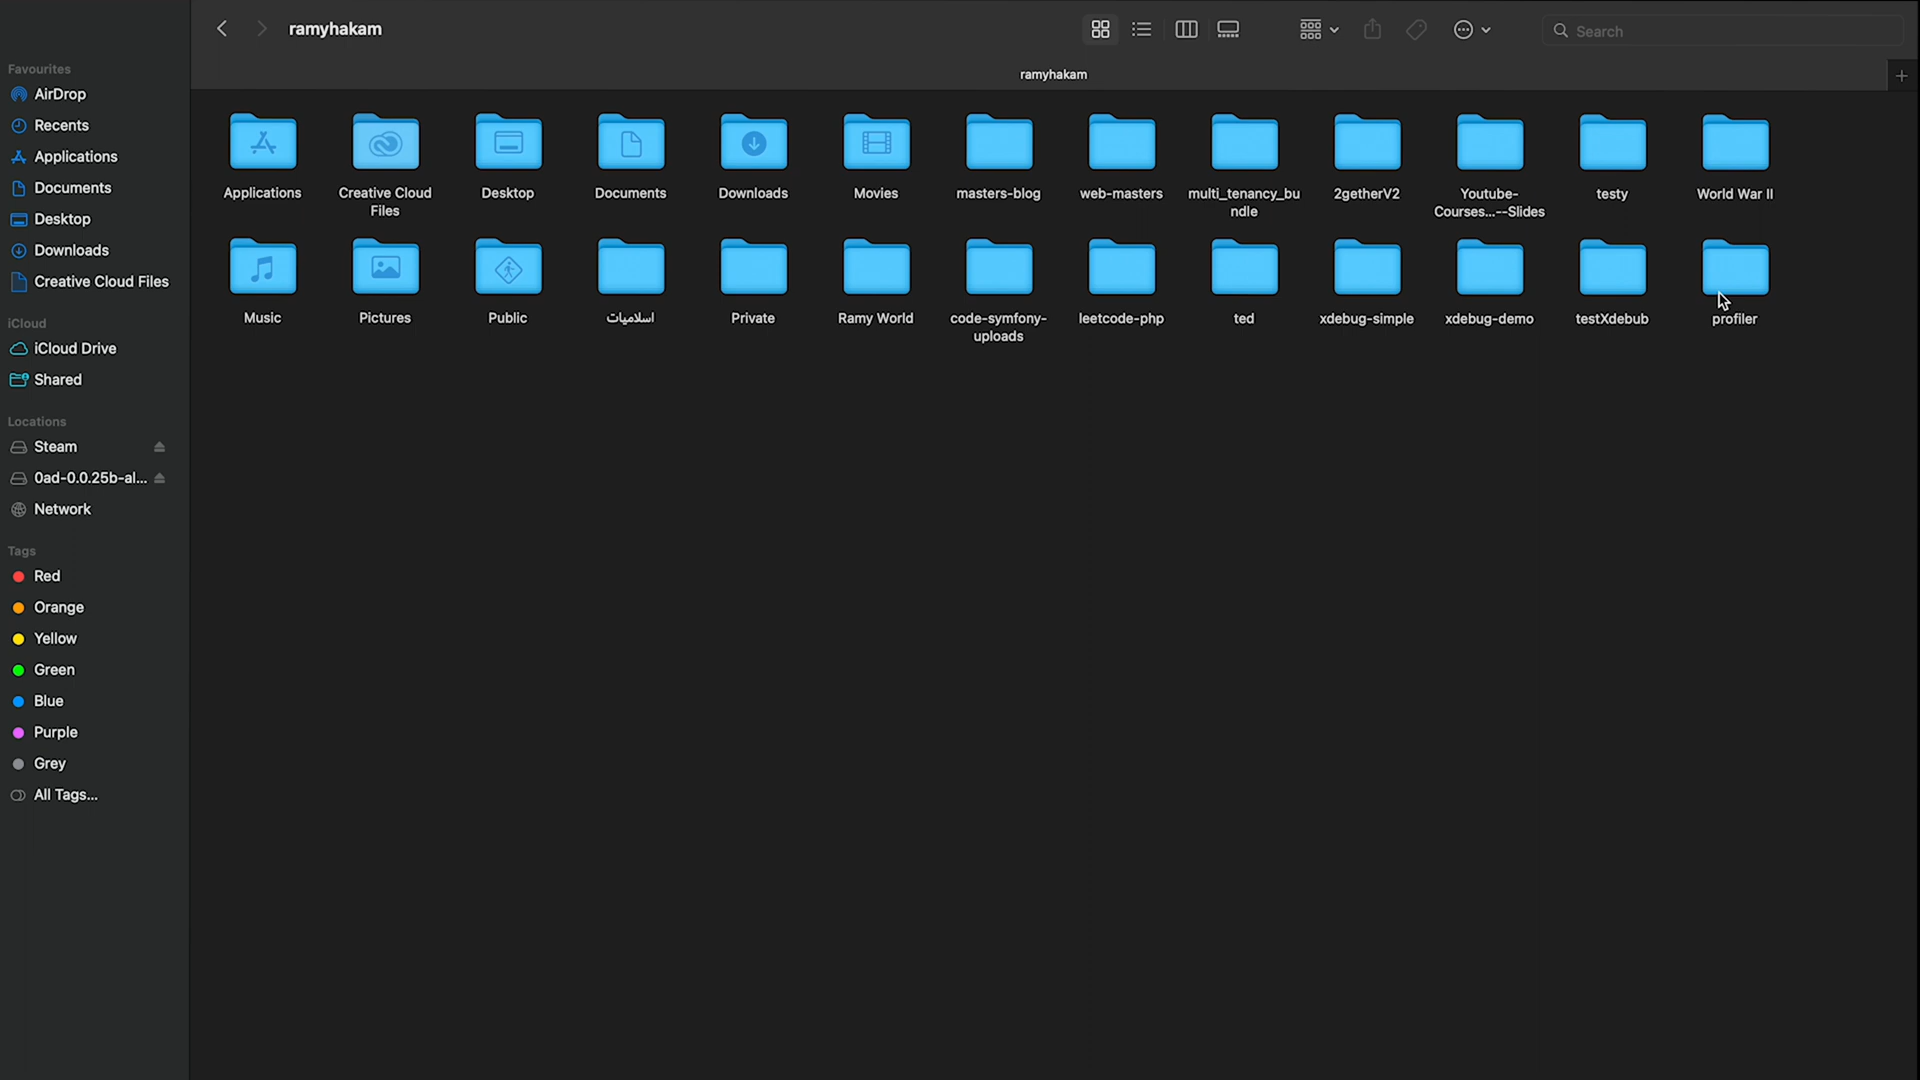 ramyhakam
Search
ramyhakam
Favourites
AirDrop
Recents
Applications
Documents
Desktop
Downloads
Creative Cloud Files
iCloud
iCloud Drive
Shared
Locations
Steam
0ad-0.0.25b-al...
Network
Tags
Red
Orange
Yellow
Green
Blue
Purple
Grey
All Tags...
Applications
Creative Cloud
Files
Desktop
Documents
Downloads
Movies
masters-blog
web-masters
multi_tenancy_bu
ndle
2getherV2
Youtube-
Courses...--Slides
testy
World War II
Music
Pictures
Public
اسلاميات
Private
Ramy World
code-symfony-
uploads
leetcode-php
ted
xdebug-simple
xdebug-demo
testXdebub
profiler